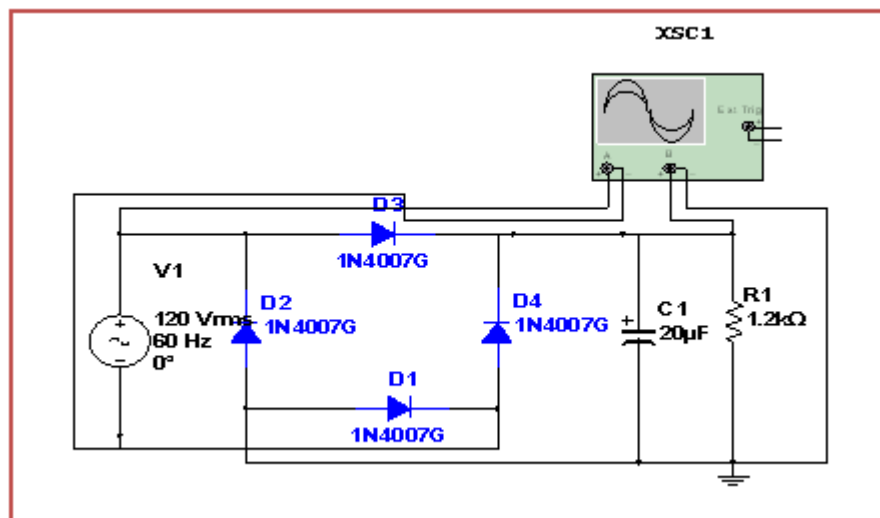 XSC1
Ext Trig
+
-
A
B
+ -
+ -
D3
1N4007G
V1
120 Vrms
60 Hz
0°
D2
1N4007G
D4
1N4007G
C1
20µF
R1
1.2kΩ
D1
1N4007G